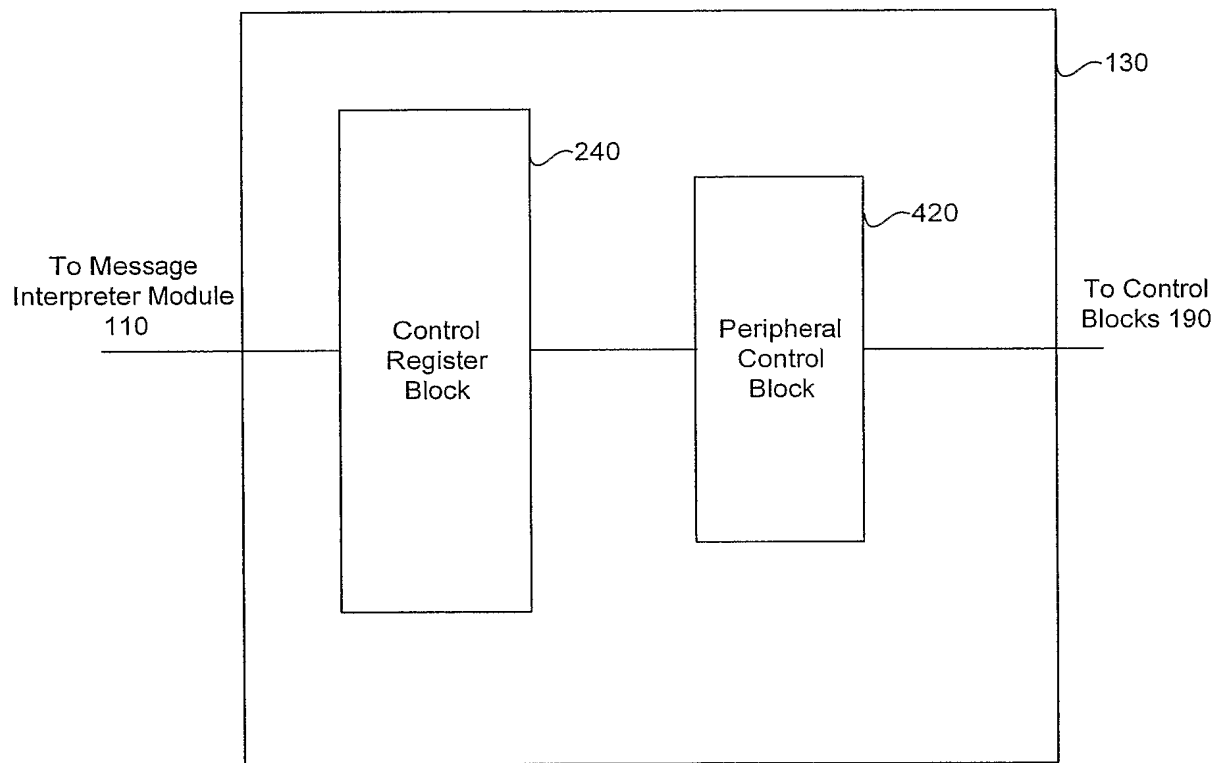 130
240
420
To Message
Interpreter Module
110
Control
Register
Block
Peripheral
Control
Block
To Control
Blocks 190